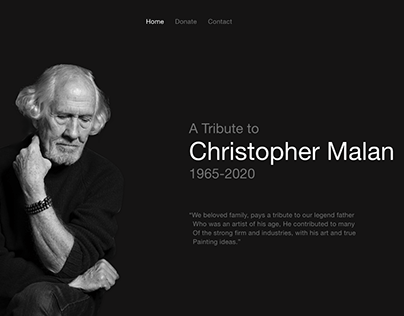 Home Donate Contact
A Tribute to
Christopher Malan
1965-2020
"We beloved family, pays a tribute to our legend father
Who was an artist of his age, He contributed to many
Of the strong firm and industries, with his art and true
Painting ideas."